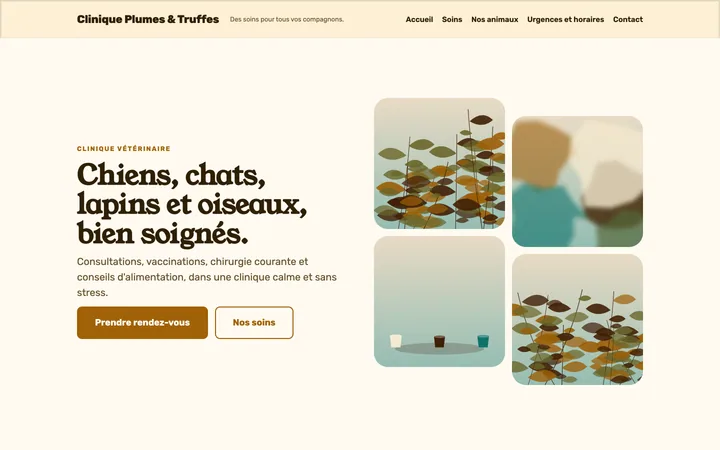 Clinique Plumes & Truffes
Des soins pour tous vos compagnons.
Accueil Soins Nos animaux Urgences et horaires Contact
CLINIQUE VÉTÉRINAIRE
Chiens, chats,
lapins et oiseaux,
bien soignés.
Consultations, vaccinations, chirurgie courante et
conseils d'alimentation, dans une clinique calme et sans
stress.
Prendre rendez-vous
Nos soins